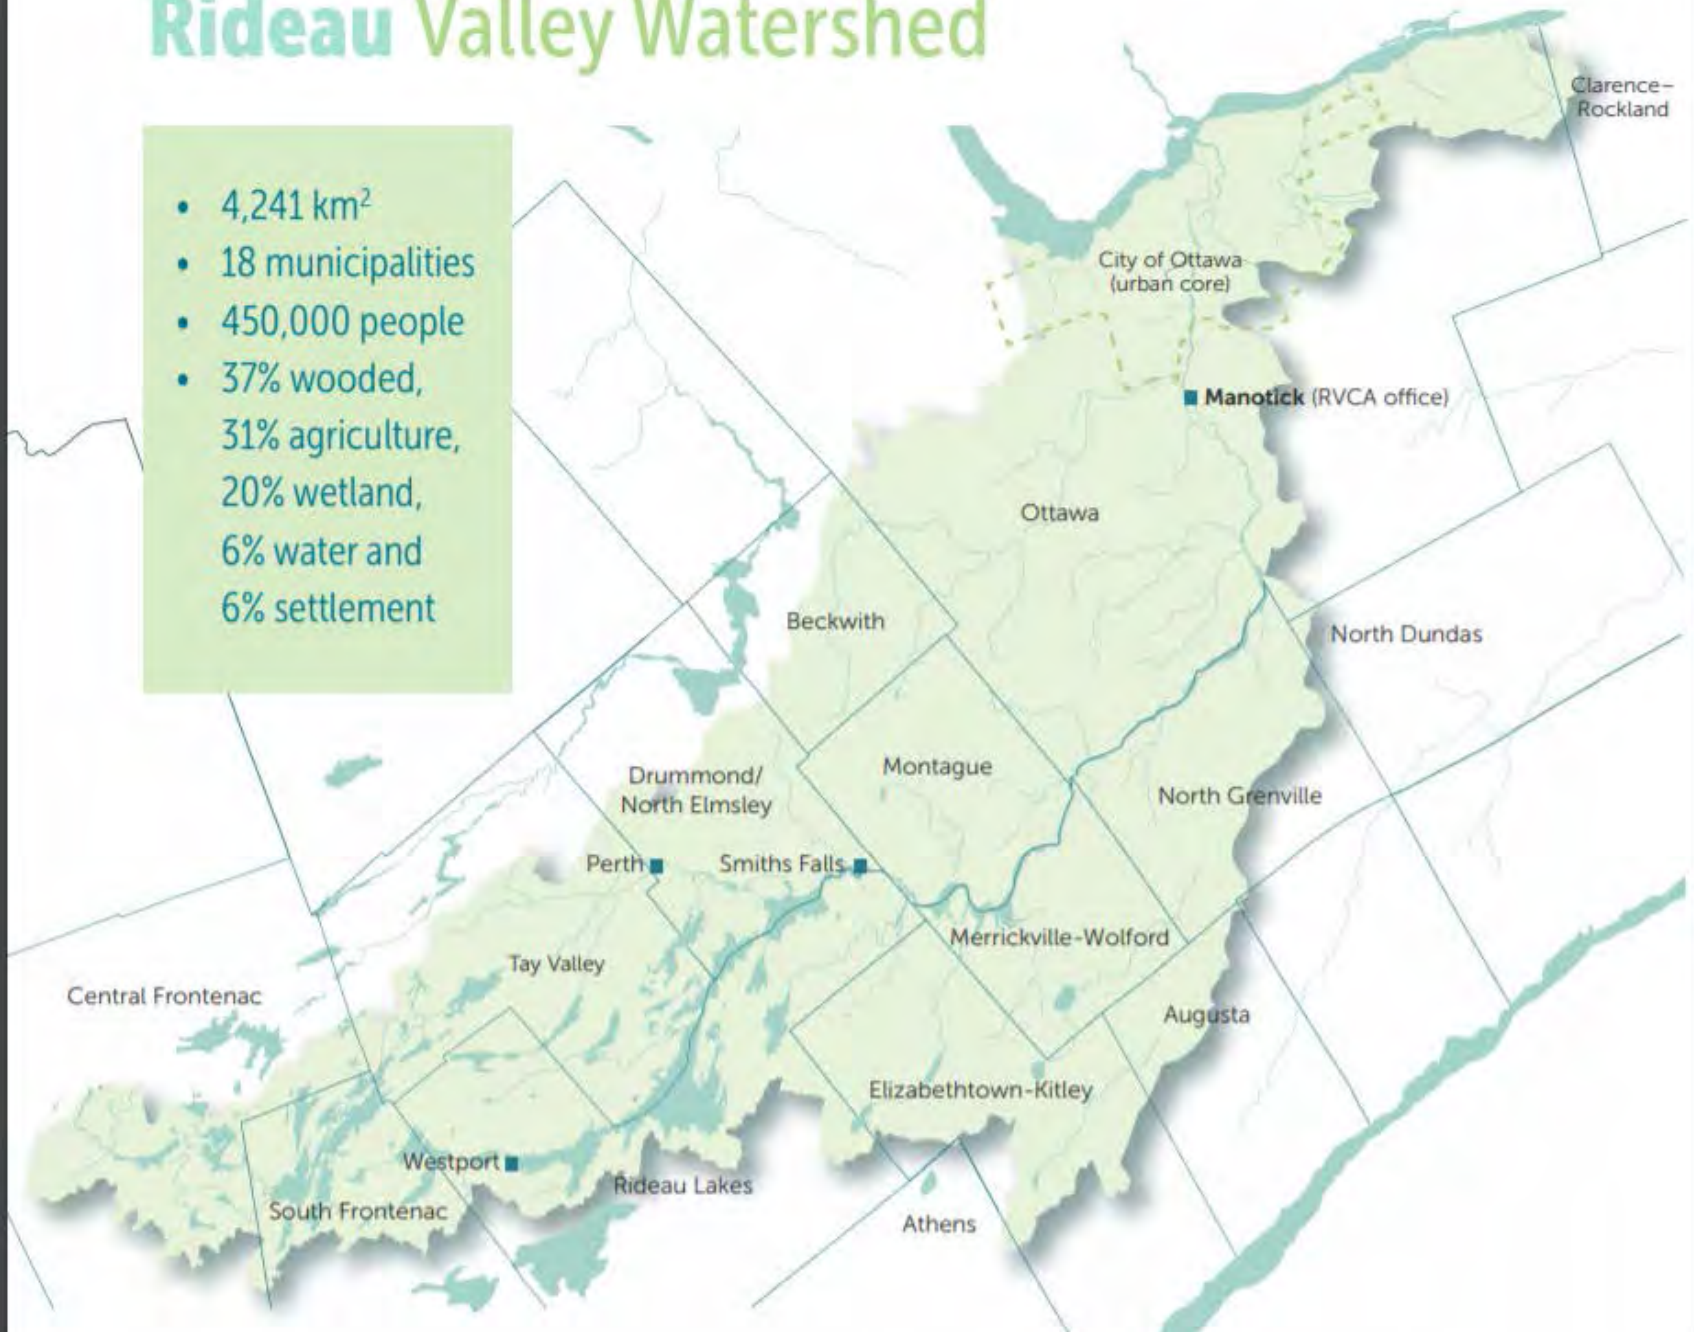 Rideau Valley Watershed
• 4,241 km²
• 18 municipalities
• 450,000 people
• 37% wooded,
31% agriculture,
20% wetland,
6% water and
6% settlement
Clarence–
Rockland
City of Ottawa
(urban core)
Manotick (RVCA office)
Ottawa
Beckwith
North Dundas
Drummond/
North Elmsley
Montague
North Grenville
Perth
Smiths Falls
Merrickville-Wolford
Tay Valley
Central Frontenac
Augusta
Elizabethtown-Kitley
Westport
Rideau Lakes
South Frontenac
Athens